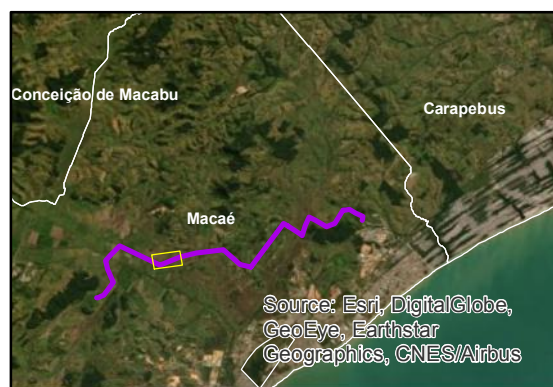 Conceição de Macabu
Carapebus
Macaé
Source: Esri, DigitalGlobe,
GeoEye, Earthstar
Geographics, CNES/Airbus